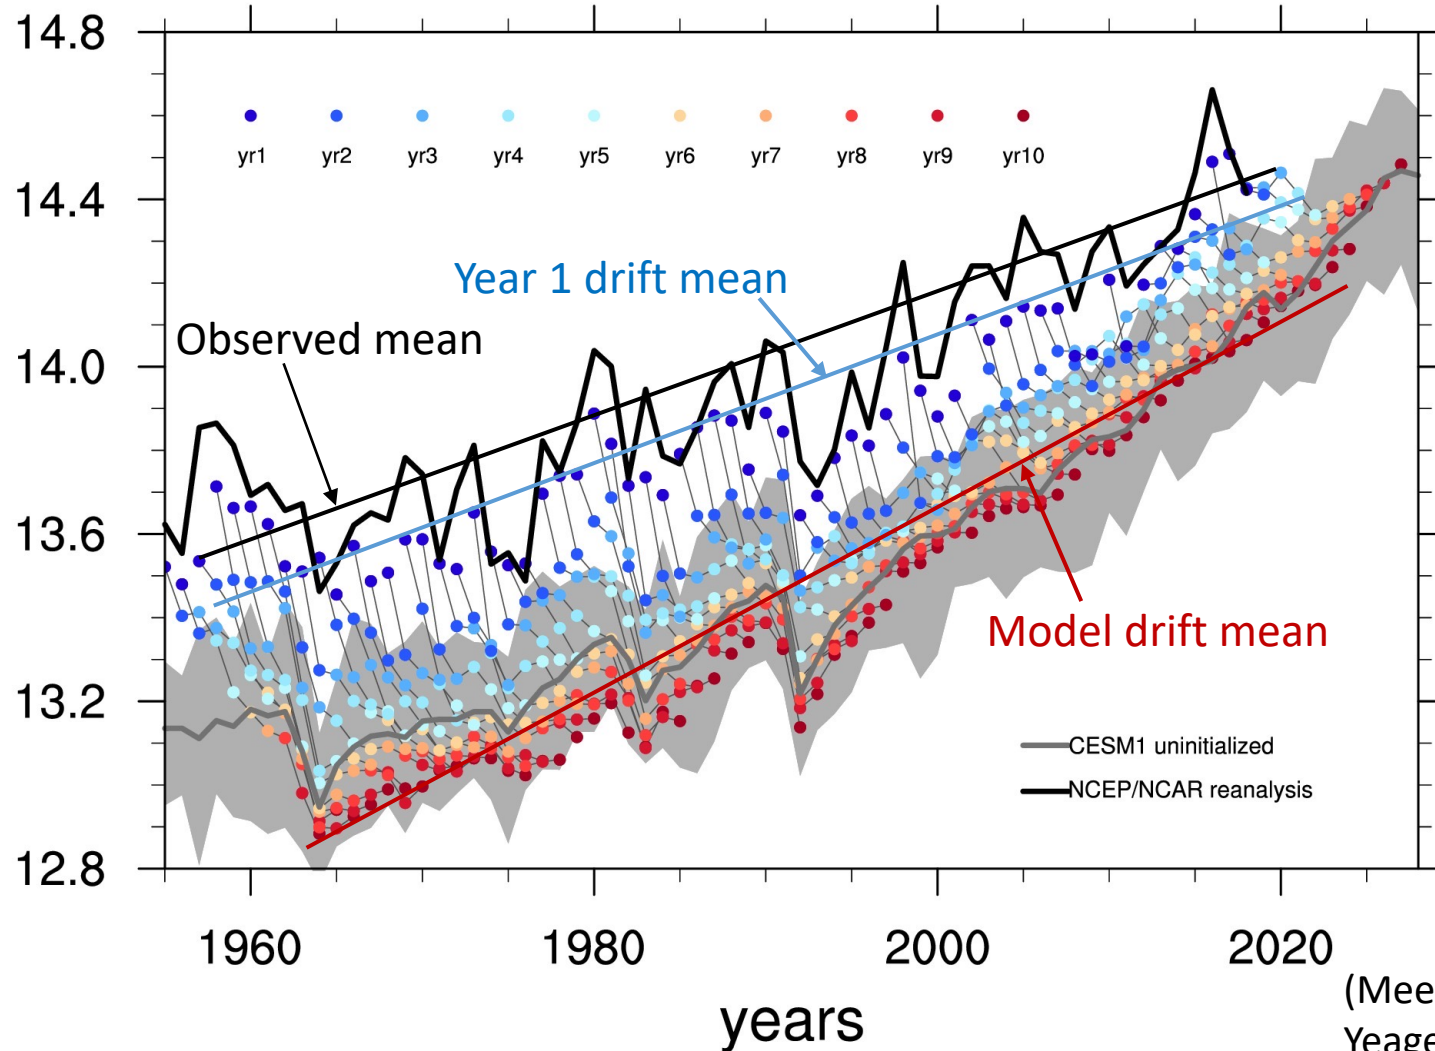 14.8
yr1 yr2 yr3 yr4 yr5 yr6 yr7 yr8 yr9 yr10
14.4
Year 1 drift mean
Observed mean
14.0
13.6
Model drift mean
13.2
CESM1 uninitialized
NCEP/NCAR reanalysis
12.8
1960 1980 2000 2020
years